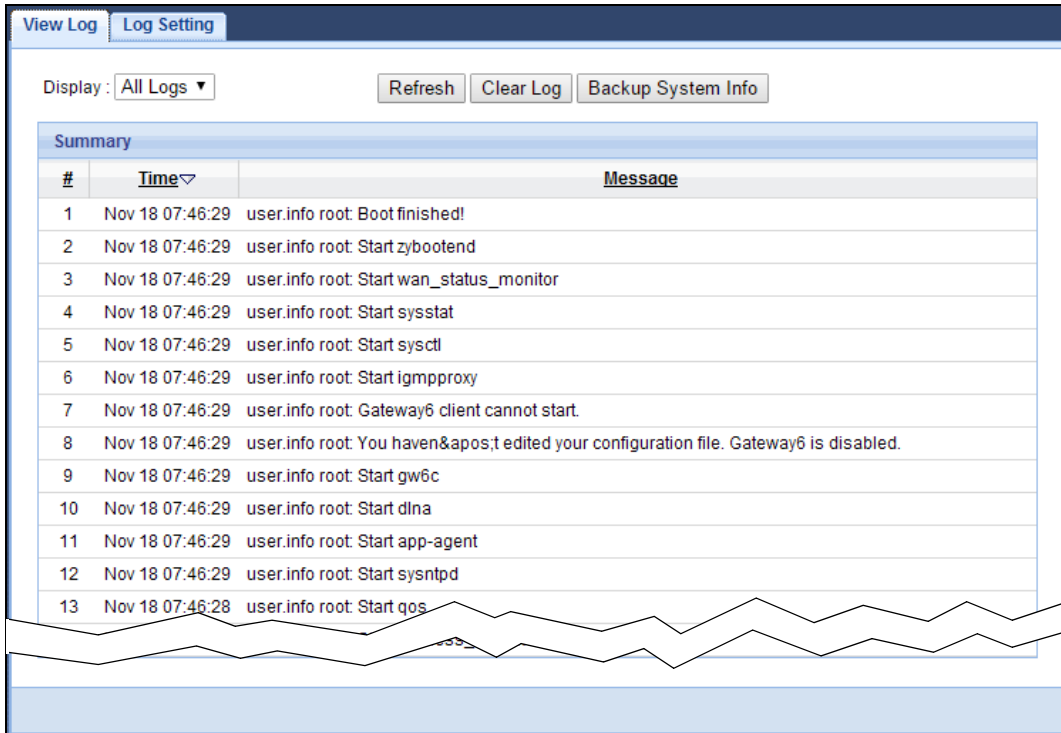 View Log Log Setting
Display : All Logs ▼ Refresh Clear Log Backup System Info
Summary
# Time Message
1 Nov 18 07:46:29 user.info root: Boot finished!
2 Nov 18 07:46:29 user.info root: Start zybootend
3 Nov 18 07:46:29 user.info root: Start wan_status_monitor
4 Nov 18 07:46:29 user.info root: Start sysstat
5 Nov 18 07:46:29 user.info root: Start sysctl
6 Nov 18 07:46:29 user.info root: Start igmpproxy
7 Nov 18 07:46:29 user.info root: Gateway6 client cannot start.
8 Nov 18 07:46:29 user.info root: You haven&apos;t edited your configuration file. Gateway6 is disabled.
9 Nov 18 07:46:29 user.info root: Start gw6c
10 Nov 18 07:46:29 user.info root: Start dlna
11 Nov 18 07:46:29 user.info root: Start app-agent
12 Nov 18 07:46:29 user.info root: Start sysntpd
13 Nov 18 07:46:28 user.info root: Start qos